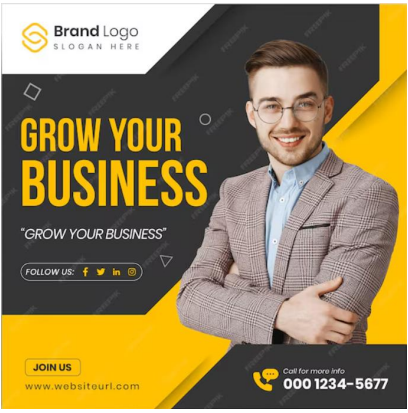 Brand Logo
SLOGAN HERE
GROW YOUR
BUSINESS
“GROW YOUR BUSINESS”
FOLLOW US:
JOIN US
www.websiteurl.com
Call for more info
000 1234-5677